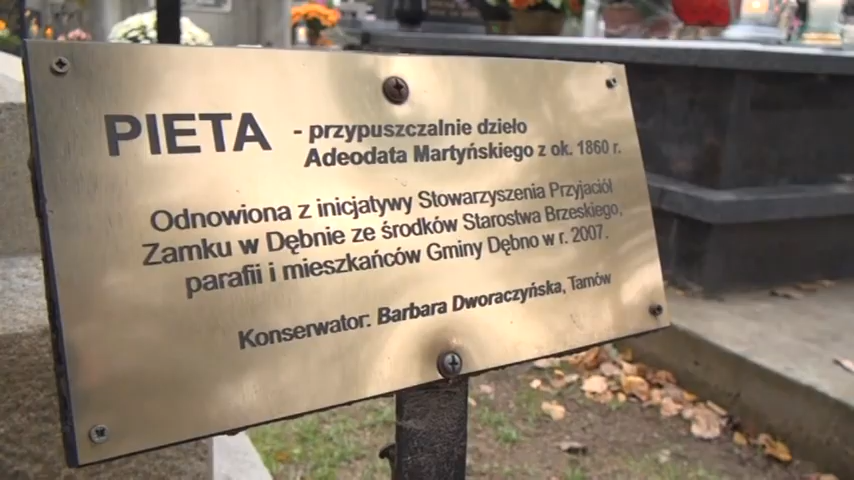 PIETA - przypuszczalnie dzieło
Adeodata Martyńskiego z ok. 1860 r.
Odnowiona z inicjatywy Stowarzyszenia Przyjaciół
Zamku w Dębnie ze środków Starostwa Brzeskiego,
parafii i mieszkańców Gminy Dębno w r. 2007.
Konserwator. Barbara Dworaczyńska, Tarnów